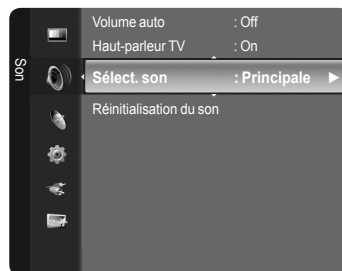 Son
Volume auto : Off
Haut-parleur TV : On
Sélect. son : Principale ►
Réinitialisation du son